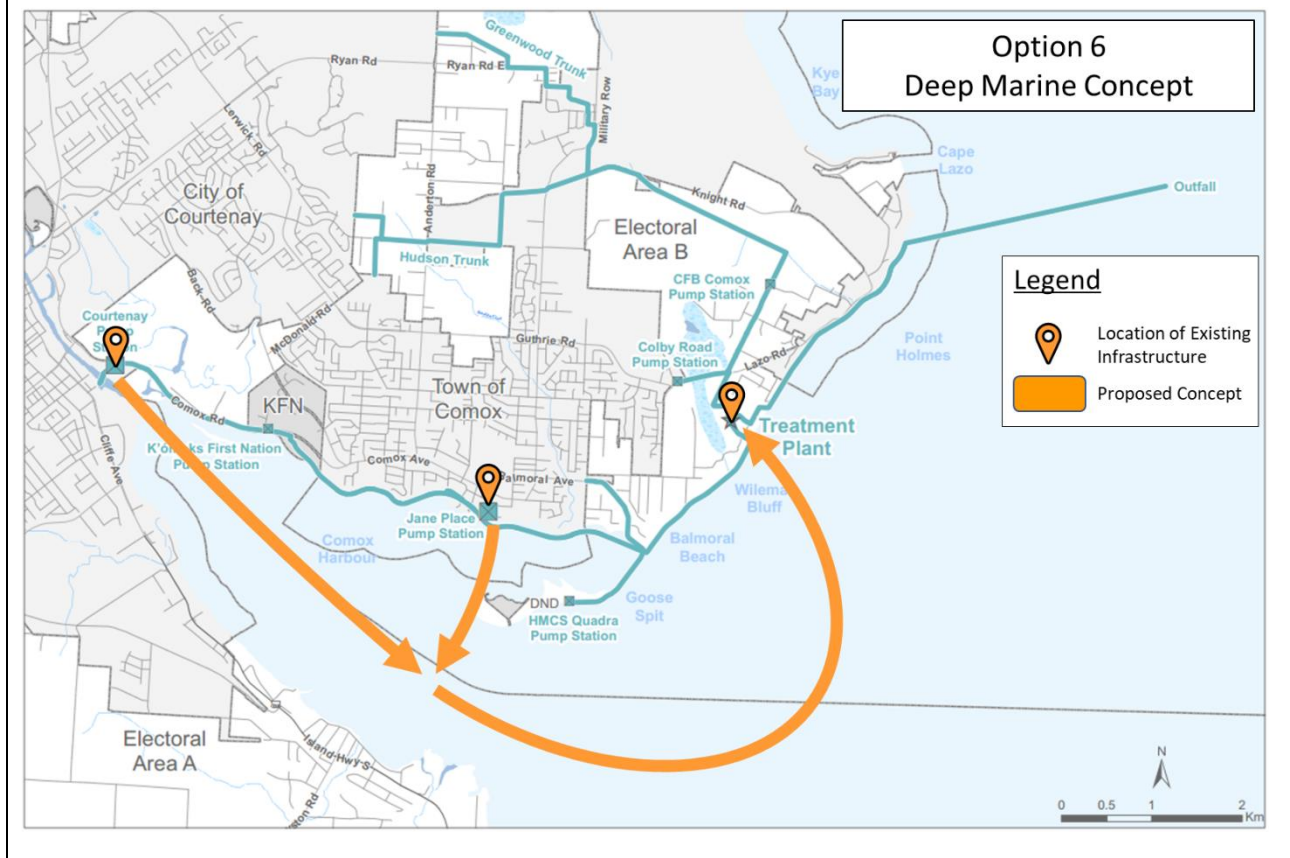 Option 6
Deep Marine Concept
Greenwood Trunk
Ryan Rd
Ryan Rd E
Military Row
Lerwick Rd
Kye
Bay
Cape
Lazo
Outfall
City of
Courtenay
Anderton Rd
Knight Rd
Electoral
Area B
Hudson Trunk
CFB Comox
Pump Station
Legend
Location of Existing
Infrastructure
Proposed Concept
Back Rd
McDonald Rd
Courtenay
Station
Guthrie Rd
Colby Road
Pump Station
Lazo Rd
Point
Holmes
Town of
Comox
KFN
Comox Rd
Treatment
Plant
Cliffe Ave
First Nation
Pump Station
Comox Ave
Balmoral Ave
Jane Place
Pump Station
Bluff
Comox
Harbour
Balmoral
Beach
Goose
Spit
DND
HMCS Quadra
Pump Station
Electoral
Area A
Island Hwy S
N
0 0.5 1 2
Km